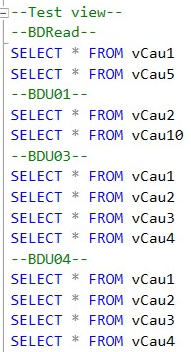 --Test view--
--BDRead--
SELECT * FROM vCau1
SELECT * FROM vCau5
--BDU01--
SELECT * FROM vCau2
SELECT * FROM vCau10
--BDU03--
SELECT * FROM vCau1
SELECT * FROM vCau2
SELECT * FROM vCau3
SELECT * FROM vCau4
--BDU04--
SELECT * FROM vCau1
SELECT * FROM vCau2
SELECT * FROM vCau3
SELECT * FROM vCau4